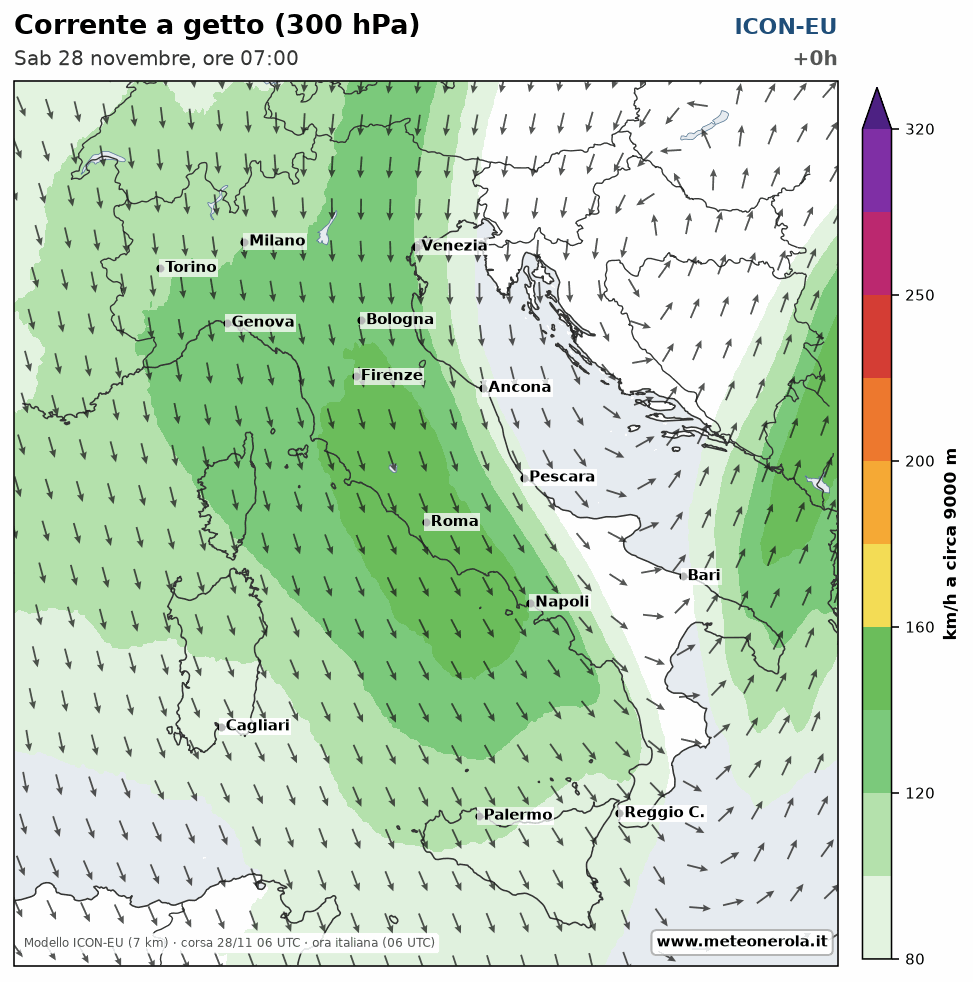 Corrente a getto (300 hPa)
ICON-EU
Sab 28 novembre, ore 07:00
+0h
320
Milano
Venezia
Torino
250
Genova
Bologna
Firenze
Ancona
200
Pescara
Roma
km/h a circa 9000 m
Bari
Napoli
160
Cagliari
120
Palermo
Reggio C.
Modello ICON-EU (7 km) · corsa 28/11 06 UTC · ora italiana (06 UTC)
www.meteonerola.it
80